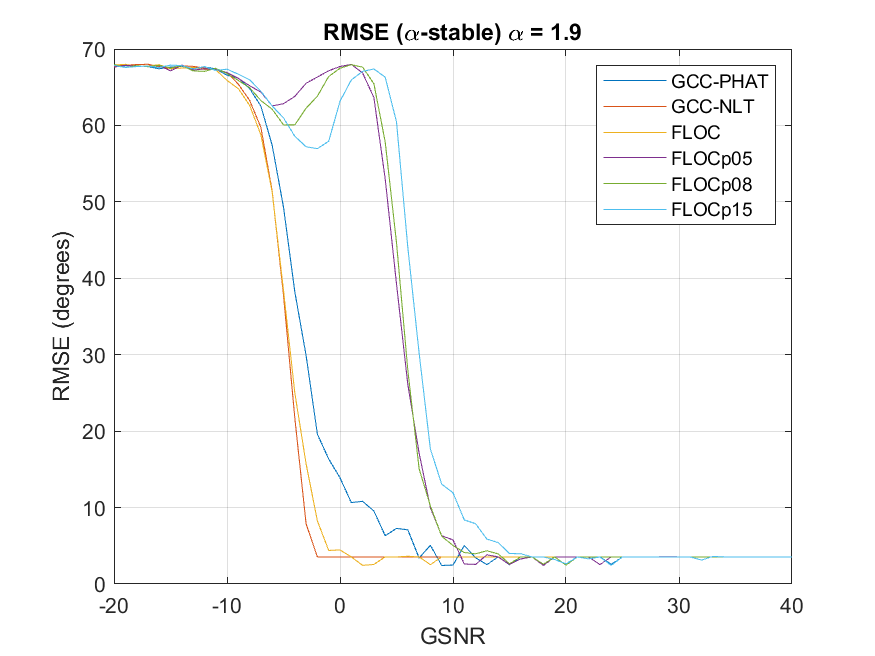 RMSE (α-stable) α = 1.9
70
60
50
40
30
20
10
0
RMSE (degrees)
-20
-10
0
10
20
30
40
GSNR
GCC-PHAT
GCC-NLT
FLOC
FLOCp05
FLOCp08
FLOCp15